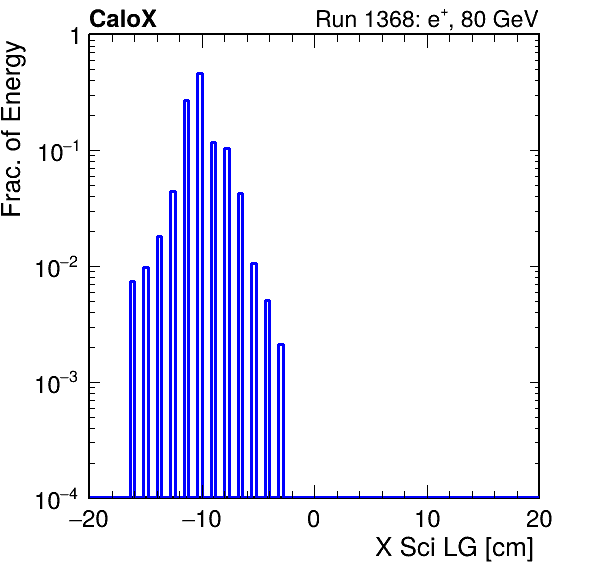 CaloX Run 1368: e⁺, 80 GeV
Frac. of Energy
1
10⁻¹
10⁻²
10⁻³
10⁻⁴
−20 −10 0 10 20
X Sci LG [cm]